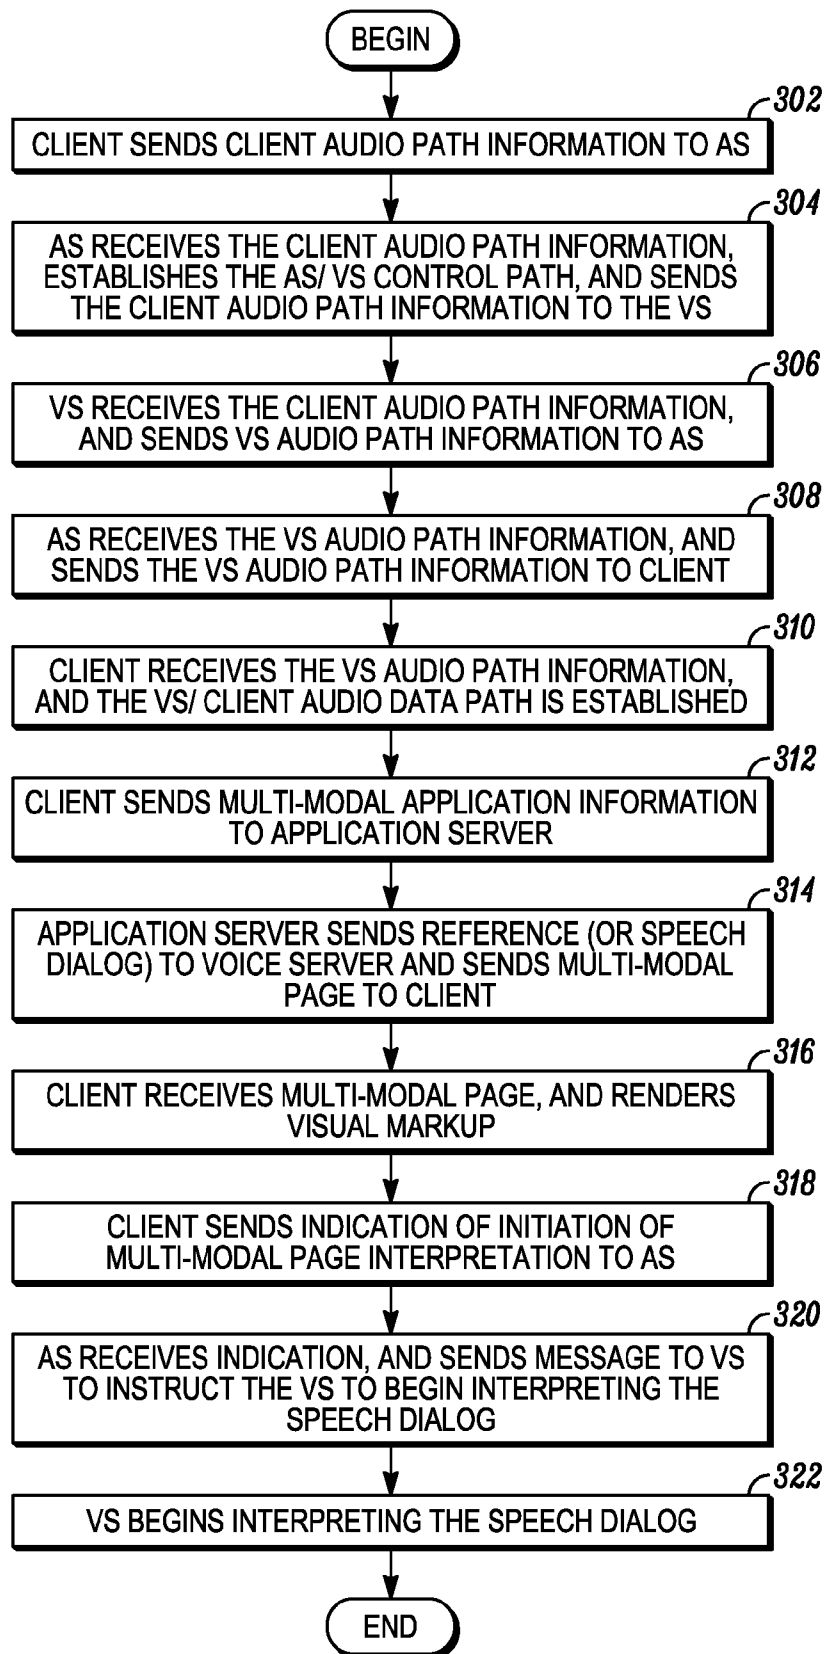 BEGIN
302
CLIENT SENDS CLIENT AUDIO PATH INFORMATION TO AS
304
AS RECEIVES THE CLIENT AUDIO PATH INFORMATION,
ESTABLISHES THE AS/ VS CONTROL PATH, AND SENDS
THE CLIENT AUDIO PATH INFORMATION TO THE VS
306
VS RECEIVES THE CLIENT AUDIO PATH INFORMATION,
AND SENDS VS AUDIO PATH INFORMATION TO AS
308
AS RECEIVES THE VS AUDIO PATH INFORMATION, AND
SENDS THE VS AUDIO PATH INFORMATION TO CLIENT
310
CLIENT RECEIVES THE VS AUDIO PATH INFORMATION,
AND THE VS/ CLIENT AUDIO DATA PATH IS ESTABLISHED
312
CLIENT SENDS MULTI-MODAL APPLICATION INFORMATION
TO APPLICATION SERVER
314
APPLICATION SERVER SENDS REFERENCE (OR SPEECH
DIALOG) TO VOICE SERVER AND SENDS MULTI-MODAL
PAGE TO CLIENT
316
CLIENT RECEIVES MULTI-MODAL PAGE, AND RENDERS
VISUAL MARKUP
318
CLIENT SENDS INDICATION OF INITIATION OF
MULTI-MODAL PAGE INTERPRETATION TO AS
320
AS RECEIVES INDICATION, AND SENDS MESSAGE TO VS
TO INSTRUCT THE VS TO BEGIN INTERPRETING THE
SPEECH DIALOG
322
VS BEGINS INTERPRETING THE SPEECH DIALOG
END